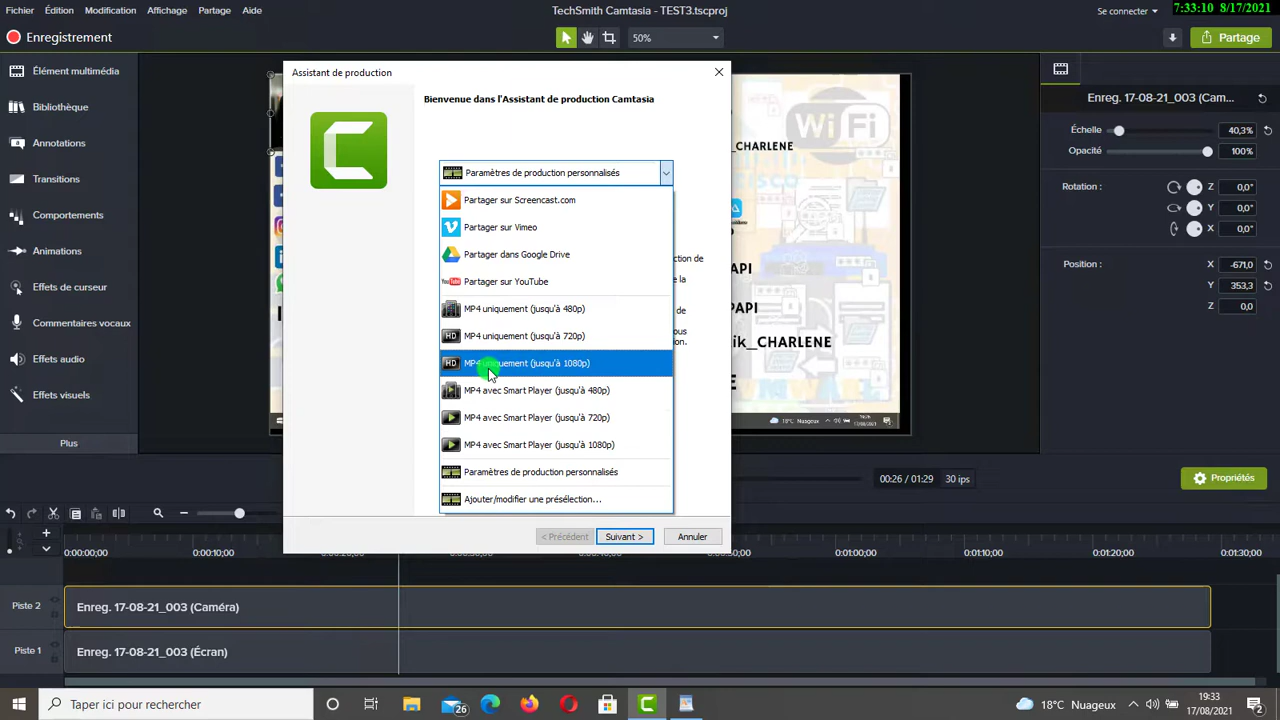 Fichier Édition Modification Affichage Partage Aide
TechSmith Camtasia - TEST3.tscproj
Se connecter
7:33:10 8/17/2021
Enregistrement
50%
Partage
Élément multimédia
Bibliothèque
Annotations
Transitions
Comportements
Animations
Effets de curseur
Commentaires vocaux
Effets audio
Effets visuels
Plus
Assistant de production
Bienvenue dans l'Assistant de production Camtasia
Paramètres de production personnalisés
Partager sur Screencast.com
Partager sur Vimeo
Partager dans Google Drive
Partager sur YouTube
MP4 uniquement (jusqu'à 480p)
MP4 uniquement (jusqu'à 720p)
MP4 uniquement (jusqu'à 1080p)
MP4 avec Smart Player (jusqu'à 480p)
MP4 avec Smart Player (jusqu'à 720p)
MP4 avec Smart Player (jusqu'à 1080p)
Paramètres de production personnalisés
Ajouter/modifier une présélection...
< Précédent
Suivant >
Annuler
WiFi
_CHARLENE
API
PAPI
ik__CHARLENE
E
18°C Nuageux
17/08/2021
Enreg. 17-08-21_003 (Cam...
Échelle
40,3%
Opacité
100%
Rotation:
Z
0,0°
Y
0,0°
X
0,0°
Position :
X
-671,0
Y
353,3
Z
0,0
00:26 / 01:29
30 ips
Propriétés
0:00:00;00
0:00:10;00
0:01:00;00
0:01:10;00
0:01:20;00
0:01:30;00
Piste 2
Enreg. 17-08-21_003 (Caméra)
Piste 1
Enreg. 17-08-21_003 (Écran)
Taper ici pour rechercher
26
18°C Nuageux
19:33
17/08/2021
2